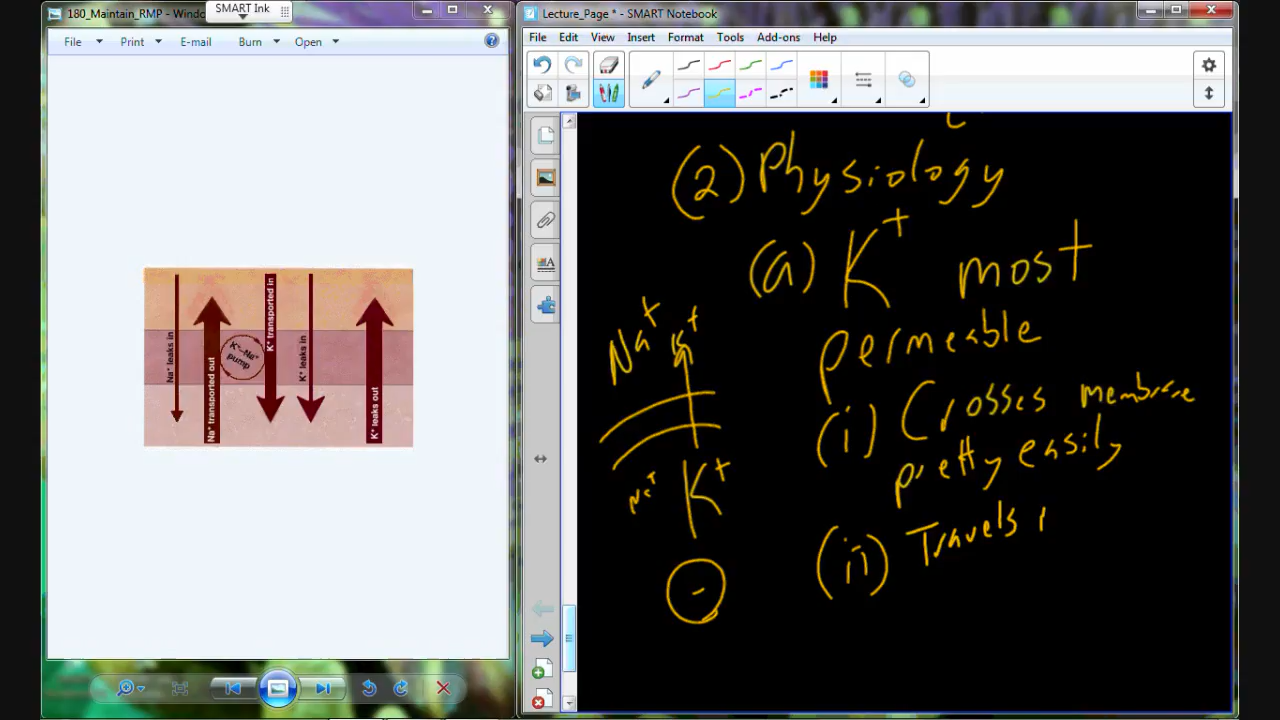 180_Maintain_RMP - Windo
SMART Ink
File Print E-mail Burn Open
Na⁺ leaks in
Na⁺ transported out
K⁺-Na⁺
pump
K⁺ transported in
K⁺ leaks in
K⁺ leaks out
Lecture_Page * - SMART Notebook
File Edit View Insert Format Tools Add-ons Help
(2) Physiology
(a) K⁺ most
permeable
(i) Crosses membrane
pretty easily
(ii) Travels
Na⁺ K⁺
Na⁺ K⁺
-